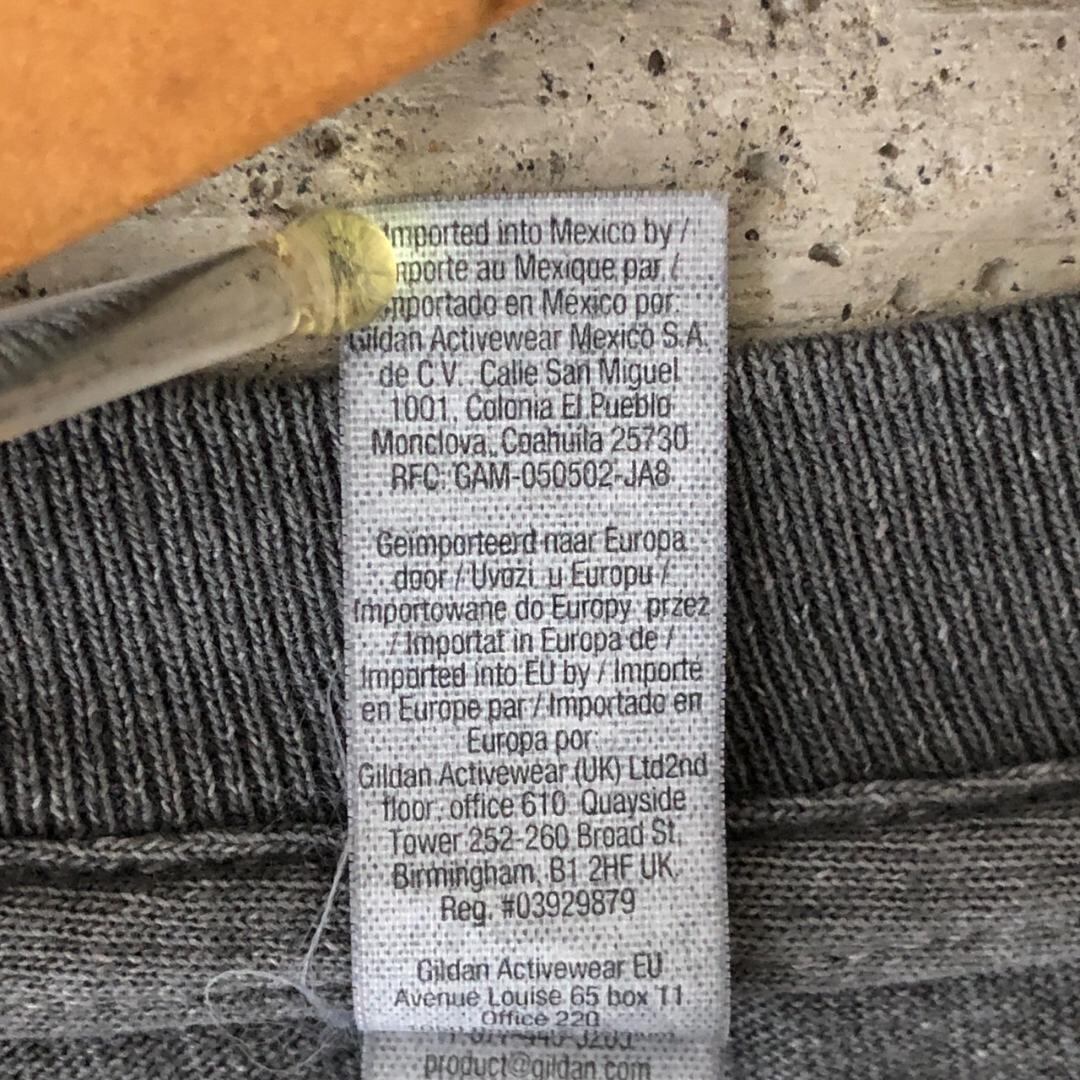 Imported into Mexico by /
Importe au Mexique par /
Importado en México por:
Gildan Activewear Mexico S.A.
de C.V. Calle San Miguel
1001, Colonia El Pueblo
Monclova, Coahuila 25730
RFC: GAM-050502-JA8
Geïmporteerd naar Europa
door / Uvozi u Europu /
Importowane do Europy przez
/ Importat in Europa de /
Imported into EU by / Importé
en Europe par / Importado en
Europa por:
Gildan Activewear (UK) Ltd2nd
floor: office 610 Quayside
Tower 252-260 Broad St.
Birmingham, B1 2HF UK.
Reg. #03929879
Gildan Activewear EU
Avenue Louise 65 box 11
Office 220
product@gildan.com